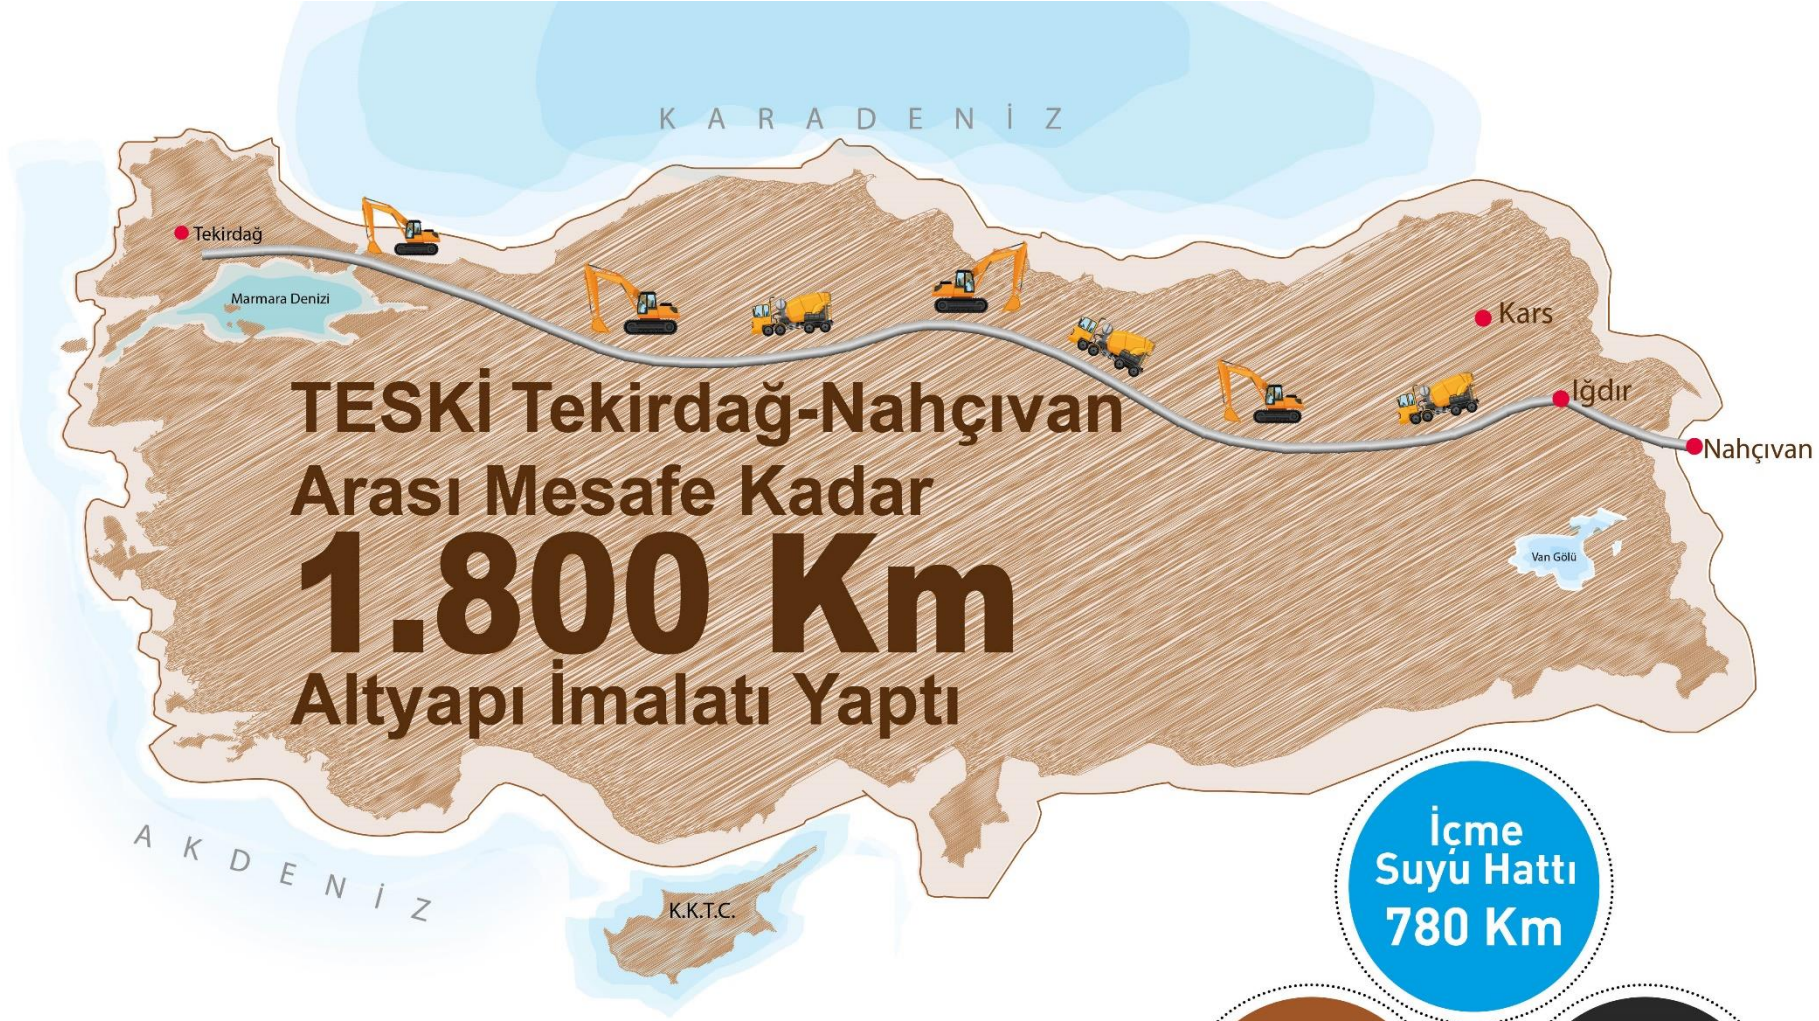 KARADENİZ
Tekirdağ
Marmara Denizi
Kars
Iğdır
Nahçıvan
TESKİ Tekirdağ-Nahçıvan
Arası Mesafe Kadar
1.800 Km
Altyapı İmalatı Yaptı
Van Gölü
AKDENİZ
K.K.T.C.
İçme
Suyu Hattı
780 Km